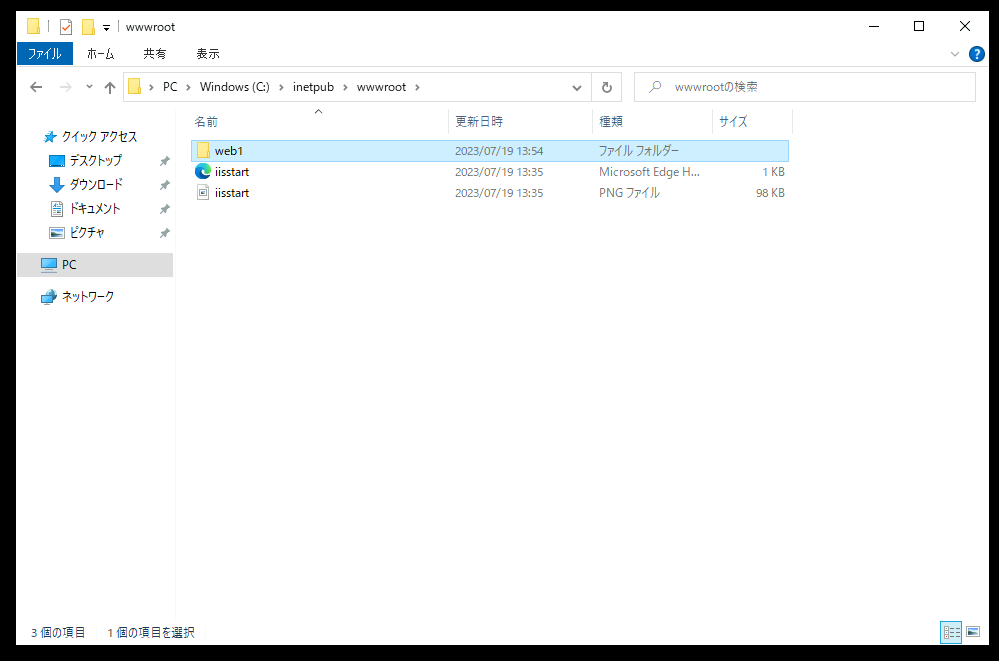 wwwroot
ファイル ホーム 共有 表示
PC Windows (C:) inetpub wwwroot wwwrootの検索
クイック アクセス
デスクトップ
ダウンロード
ドキュメント
ピクチャ
PC
ネットワーク
名前 更新日時 種類 サイズ
web1 2023/07/19 13:54 ファイル フォルダー
iisstart 2023/07/19 13:35 Microsoft Edge H... 1 KB
iisstart 2023/07/19 13:35 PNG ファイル 98 KB
3 個の項目 1 個の項目を選択